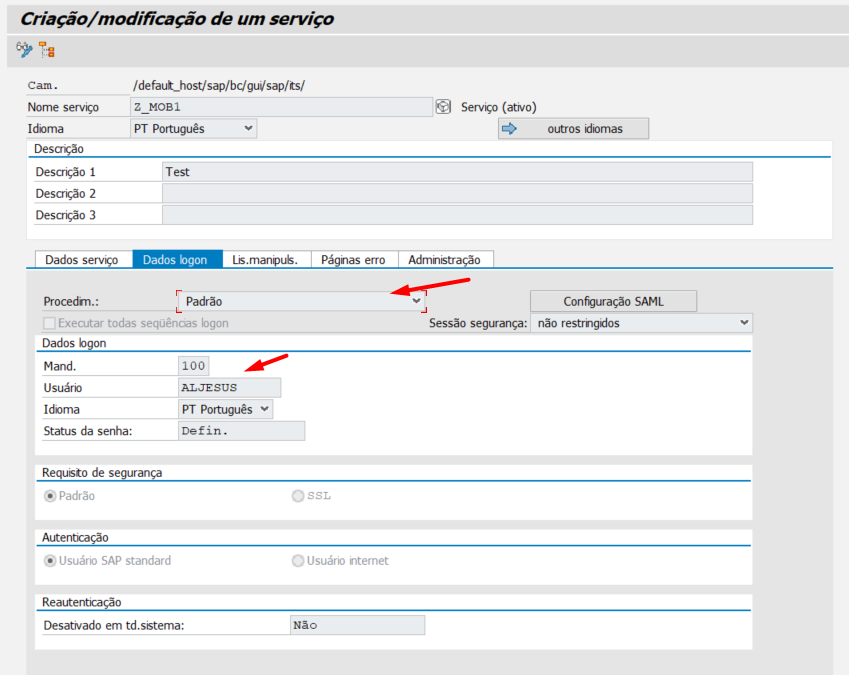 Criação/modificação de um serviço
Cam. /default_host/sap/bc/gui/sap/its/
Nome serviço Z_MOB1 Serviço (ativo)
Idioma PT Português outros idiomas
Descrição
Descrição 1 Test
Descrição 2
Descrição 3
Dados serviço Dados logon Lis.manipuls. Páginas erro Administração
Procedim.: Padrão Configuração SAML
Executar todas seqüências logon Sessão segurança: não restringidos
Dados logon
Mand. 100
Usuário ALJESUS
Idioma PT Português
Status da senha: Defin.
Requisito de segurança
Padrão SSL
Autenticação
Usuário SAP standard Usuário internet
Reautenticação
Desativado em td.sistema: Não